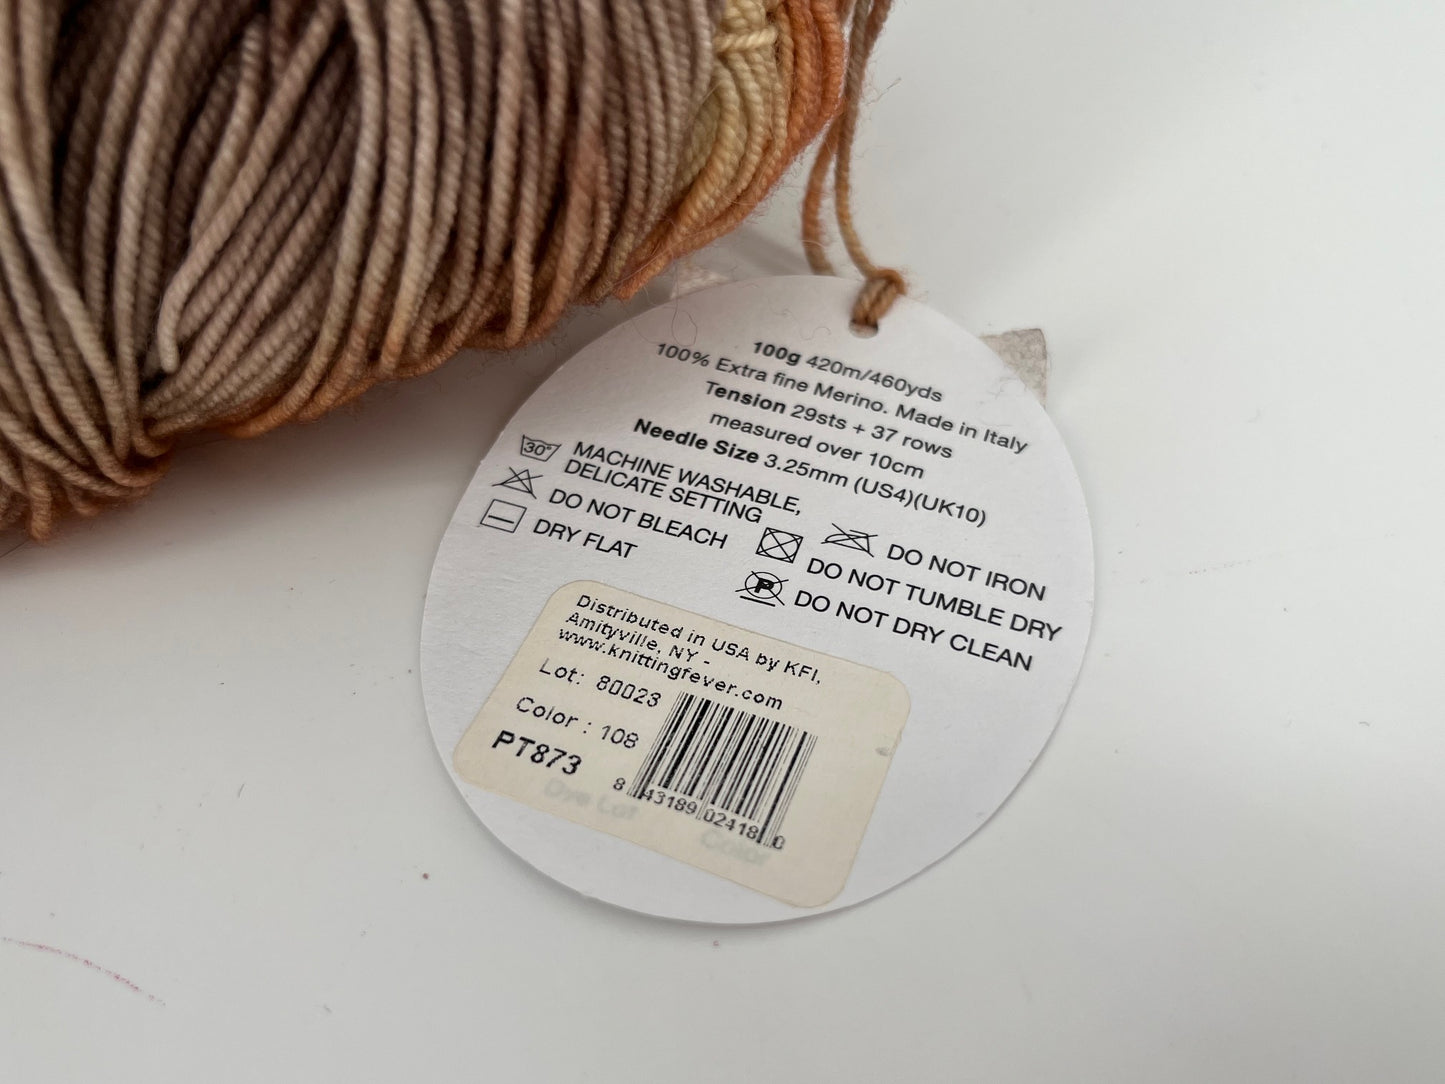 100g 420m/460yds
100% Extra fine Merino. Made in Italy
Tension 29sts + 37 rows
measured over 10cm
Needle Size 3.25mm (US4)(UK10)
30°
MACHINE WASHABLE,
DELICATE SETTING
DO NOT BLEACH
DRY FLAT
DO NOT IRON
DO NOT TUMBLE DRY
P
DO NOT DRY CLEAN
Distributed in USA by KFI,
Amityville, NY -
www.knittingfever.com
Lot: 80023
Color : 108
PT873
8 43189 02418 0
Dye Lot
Color